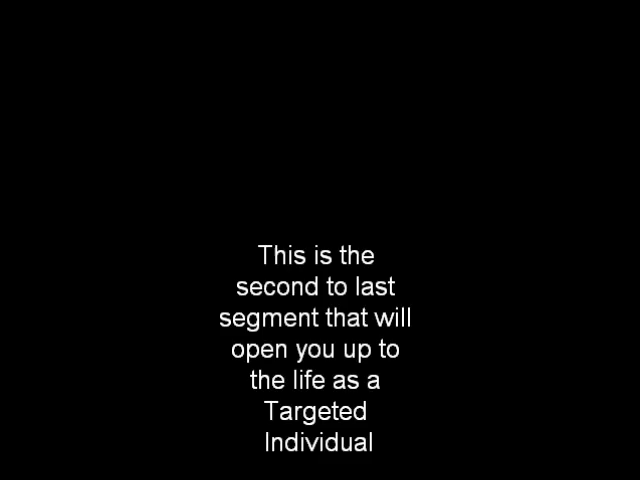 This is the
second to last
segment that will
open you up to
the life as a
Targeted
Individual